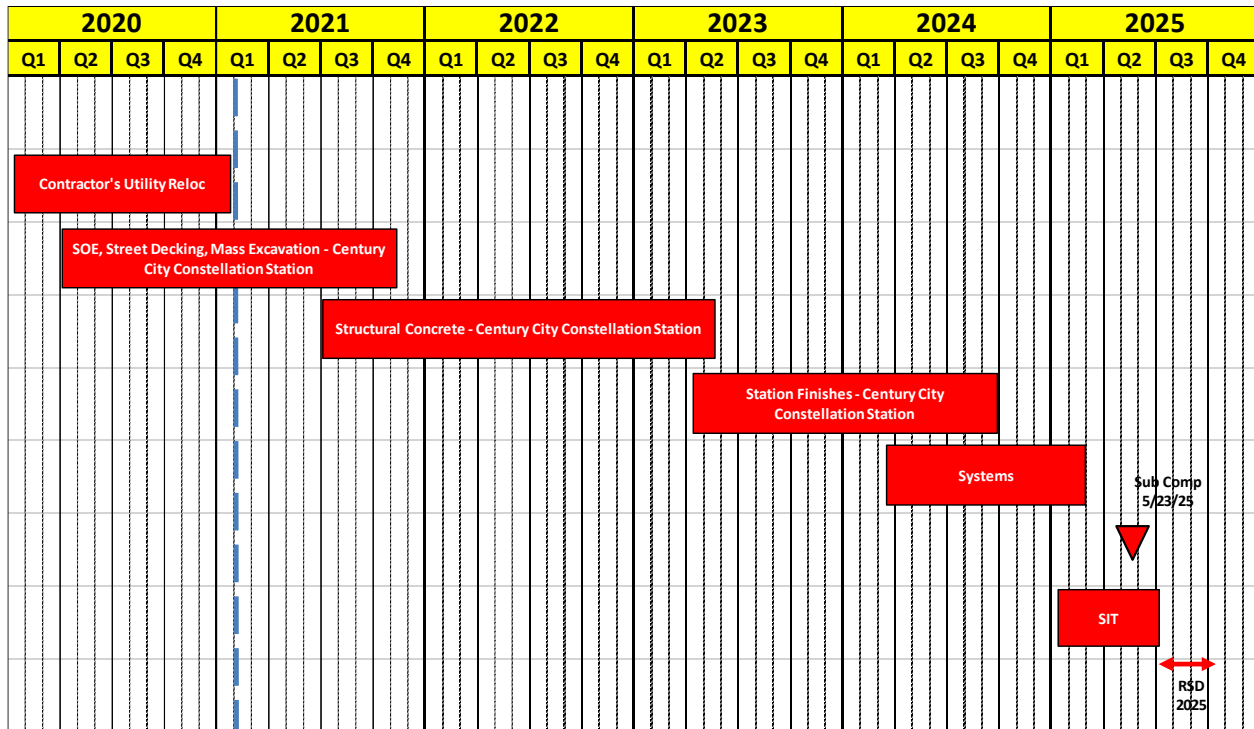 2020 2021 2022 2023 2024 2025
Q1 Q2 Q3 Q4 Q1 Q2 Q3 Q4 Q1 Q2 Q3 Q4 Q1 Q2 Q3 Q4 Q1 Q2 Q3 Q4 Q1 Q2 Q3 Q4
Contractor's Utility Reloc
SOE, Street Decking, Mass Excavation - Century
City Constellation Station
Structural Concrete - Century City Constellation Station
Station Finishes - Century City
Constellation Station
Systems
Sub Comp
5/23/25
SIT
RSD
2025